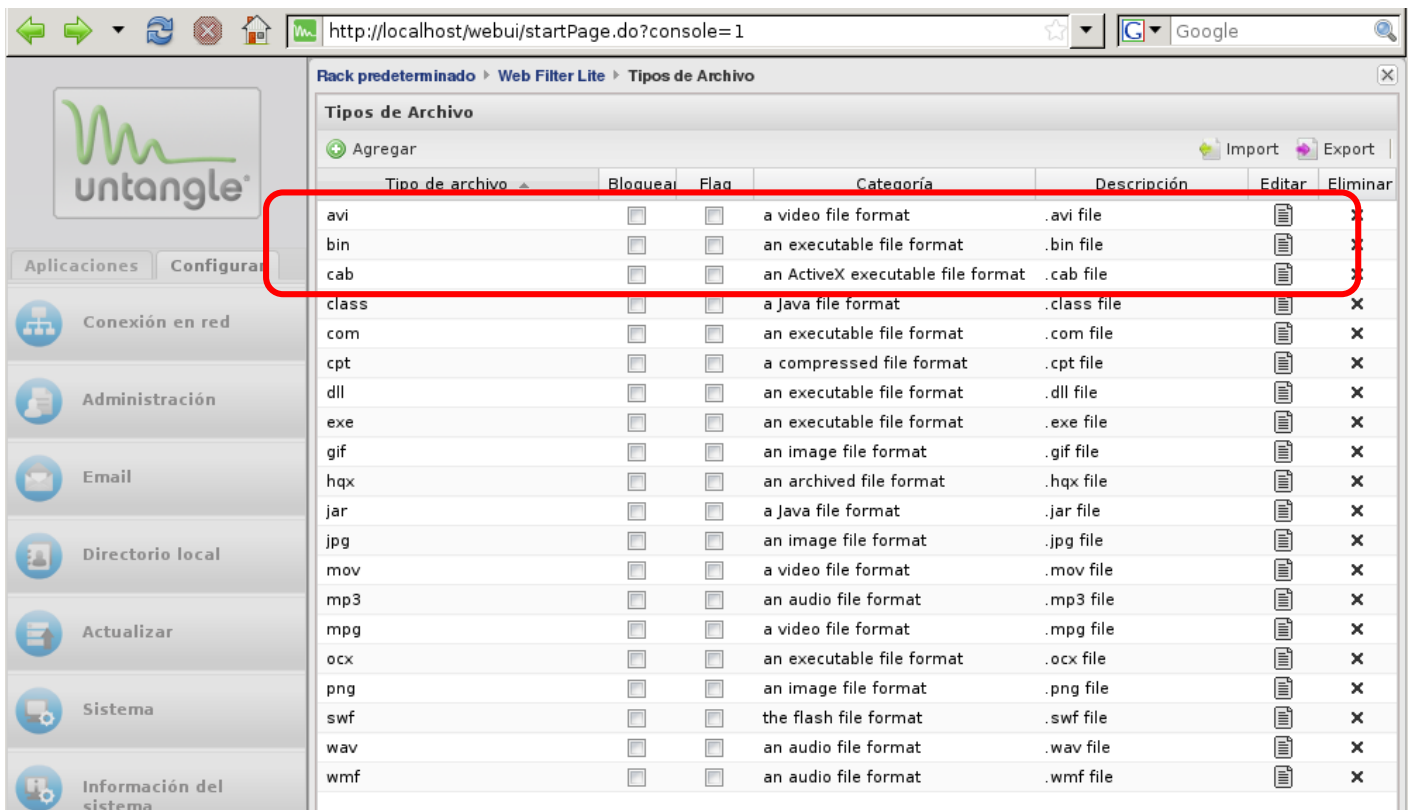 http://localhost/webui/startPage.do?console=1
Google
Rack predeterminado Web Filter Lite Tipos de Archivo
Tipos de Archivo
Agregar Import Export
untangle
Tipo de archivo Bloquear Flag Categoría Descripción Editar Eliminar
avi a video file format .avi file
bin an executable file format .bin file
cab an ActiveX executable file format .cab file
class a Java file format .class file
com an executable file format .com file
cpt a compressed file format .cpt file
dll an executable file format .dll file
exe an executable file format .exe file
gif an image file format .gif file
hqx an archived file format .hqx file
jar a Java file format .jar file
jpg an image file format .jpg file
mov a video file format .mov file
mp3 an audio file format .mp3 file
mpg a video file format .mpg file
ocx an executable file format .ocx file
png an image file format .png file
swf the flash file format .swf file
wav an audio file format .wav file
wmf an audio file format .wmf file
Aplicaciones Configurar
Conexión en red
Administración
Email
Directorio local
Actualizar
Sistema
Información del
sistema